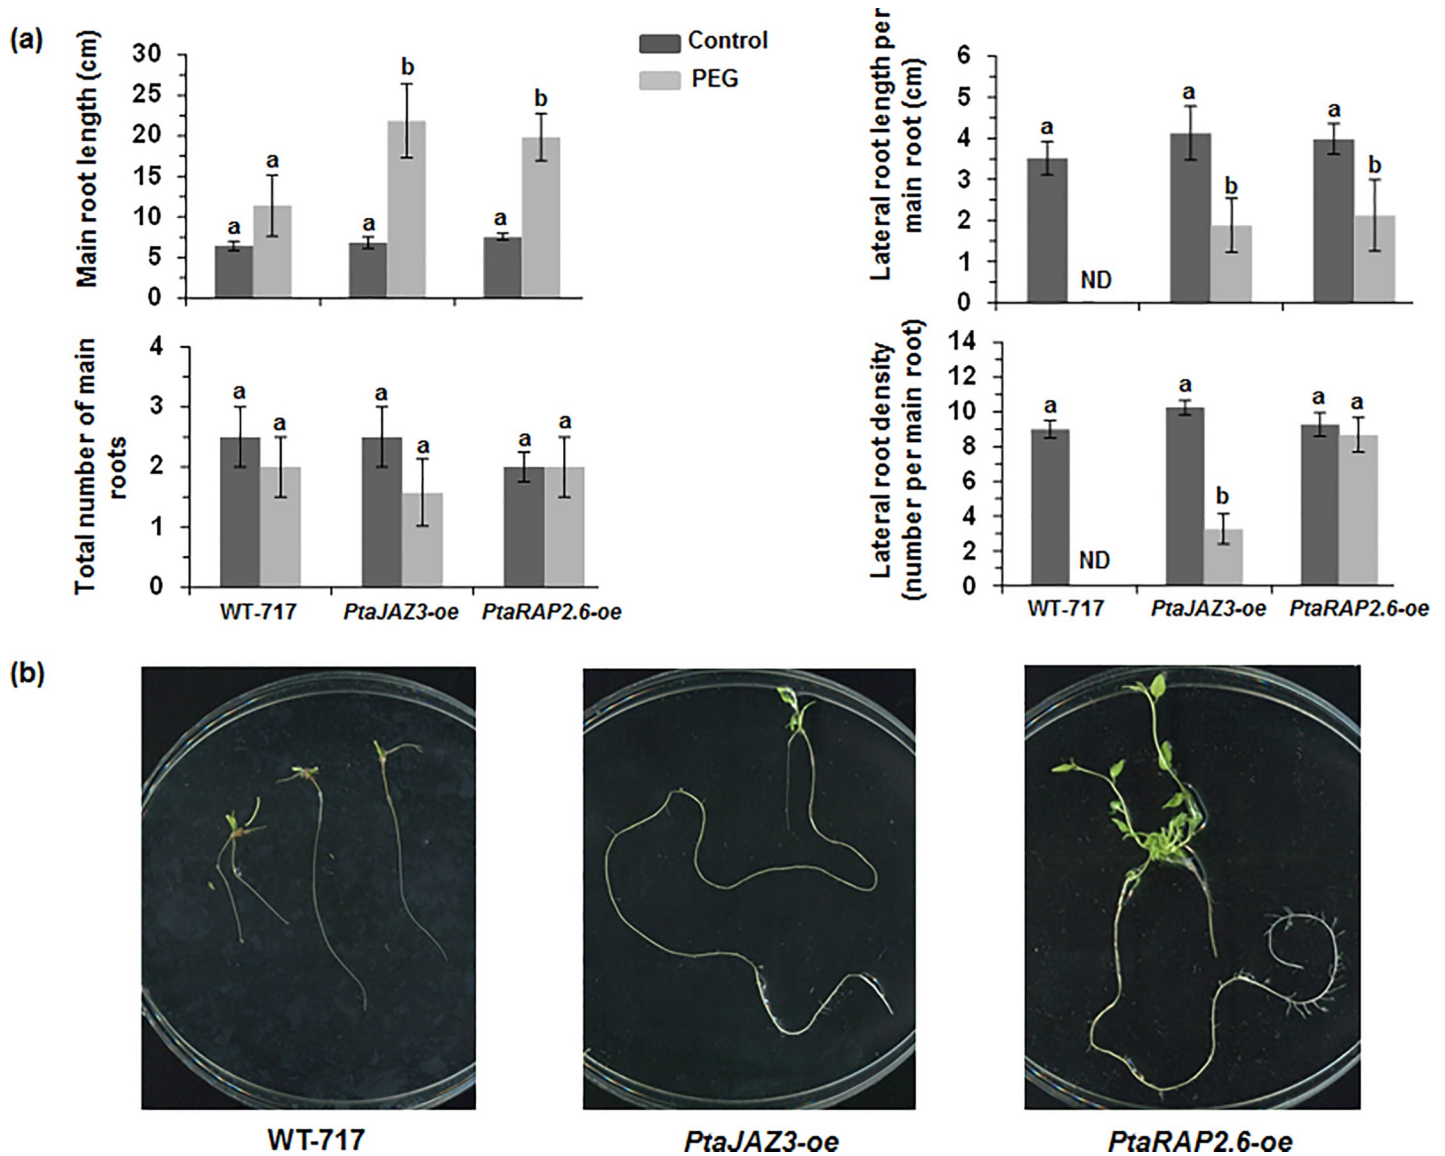 (a)
Control
PEG
Main root length (cm)
30
25
20
15
10
5
0
a
a
a
b
a
b
Lateral root length per
main root (cm)
6
5
4
3
2
1
0
a
ND
a
b
a
b
Total number of main
roots
4
3
2
1
0
a
a
a
a
a
a
WT-717
PtaJAZ3-oe
PtaRAP2.6-oe
Lateral root density
(number per main root)
14
12
10
8
6
4
2
0
a
ND
a
b
a
a
WT-717
PtaJAZ3-oe
PtaRAP2.6-oe
(b)
WT-717
PtaJAZ3-oe
PtaRAP2.6-oe